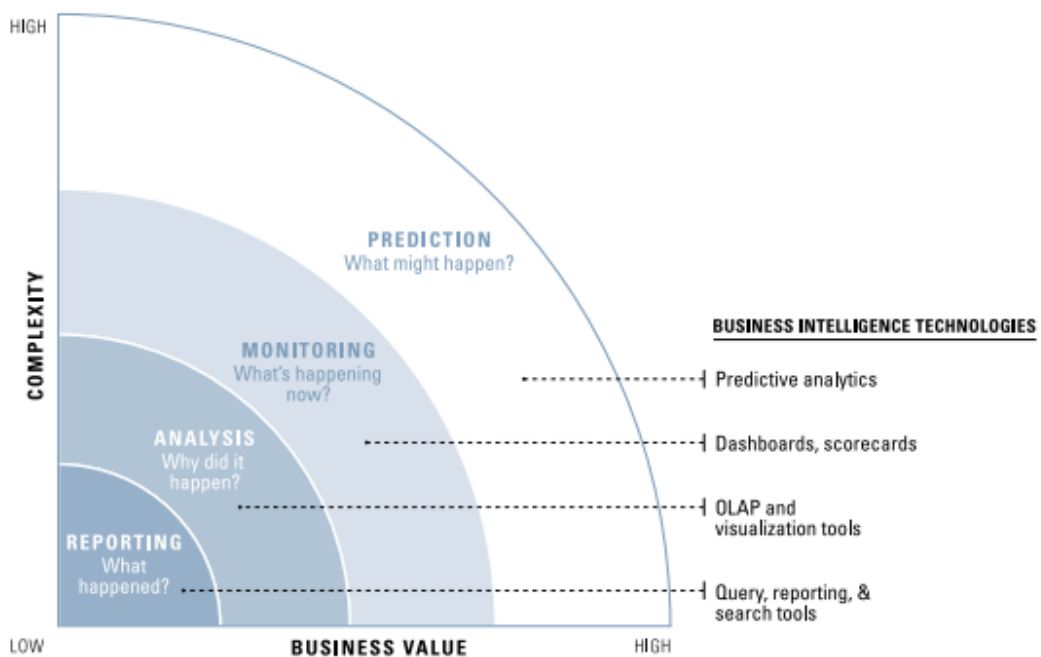 HIGH
PREDICTION
What might happen?
COMPLEXITY
BUSINESS INTELLIGENCE TECHNOLOGIES
MONITORING
What's happening
now?
Predictive analytics
ANALYSIS
Why did it
happen?
Dashboards, scorecards
OLAP and
visualization tools
REPORTING
What
happened?
Query, reporting, &
search tools
LOW
BUSINESS VALUE
HIGH